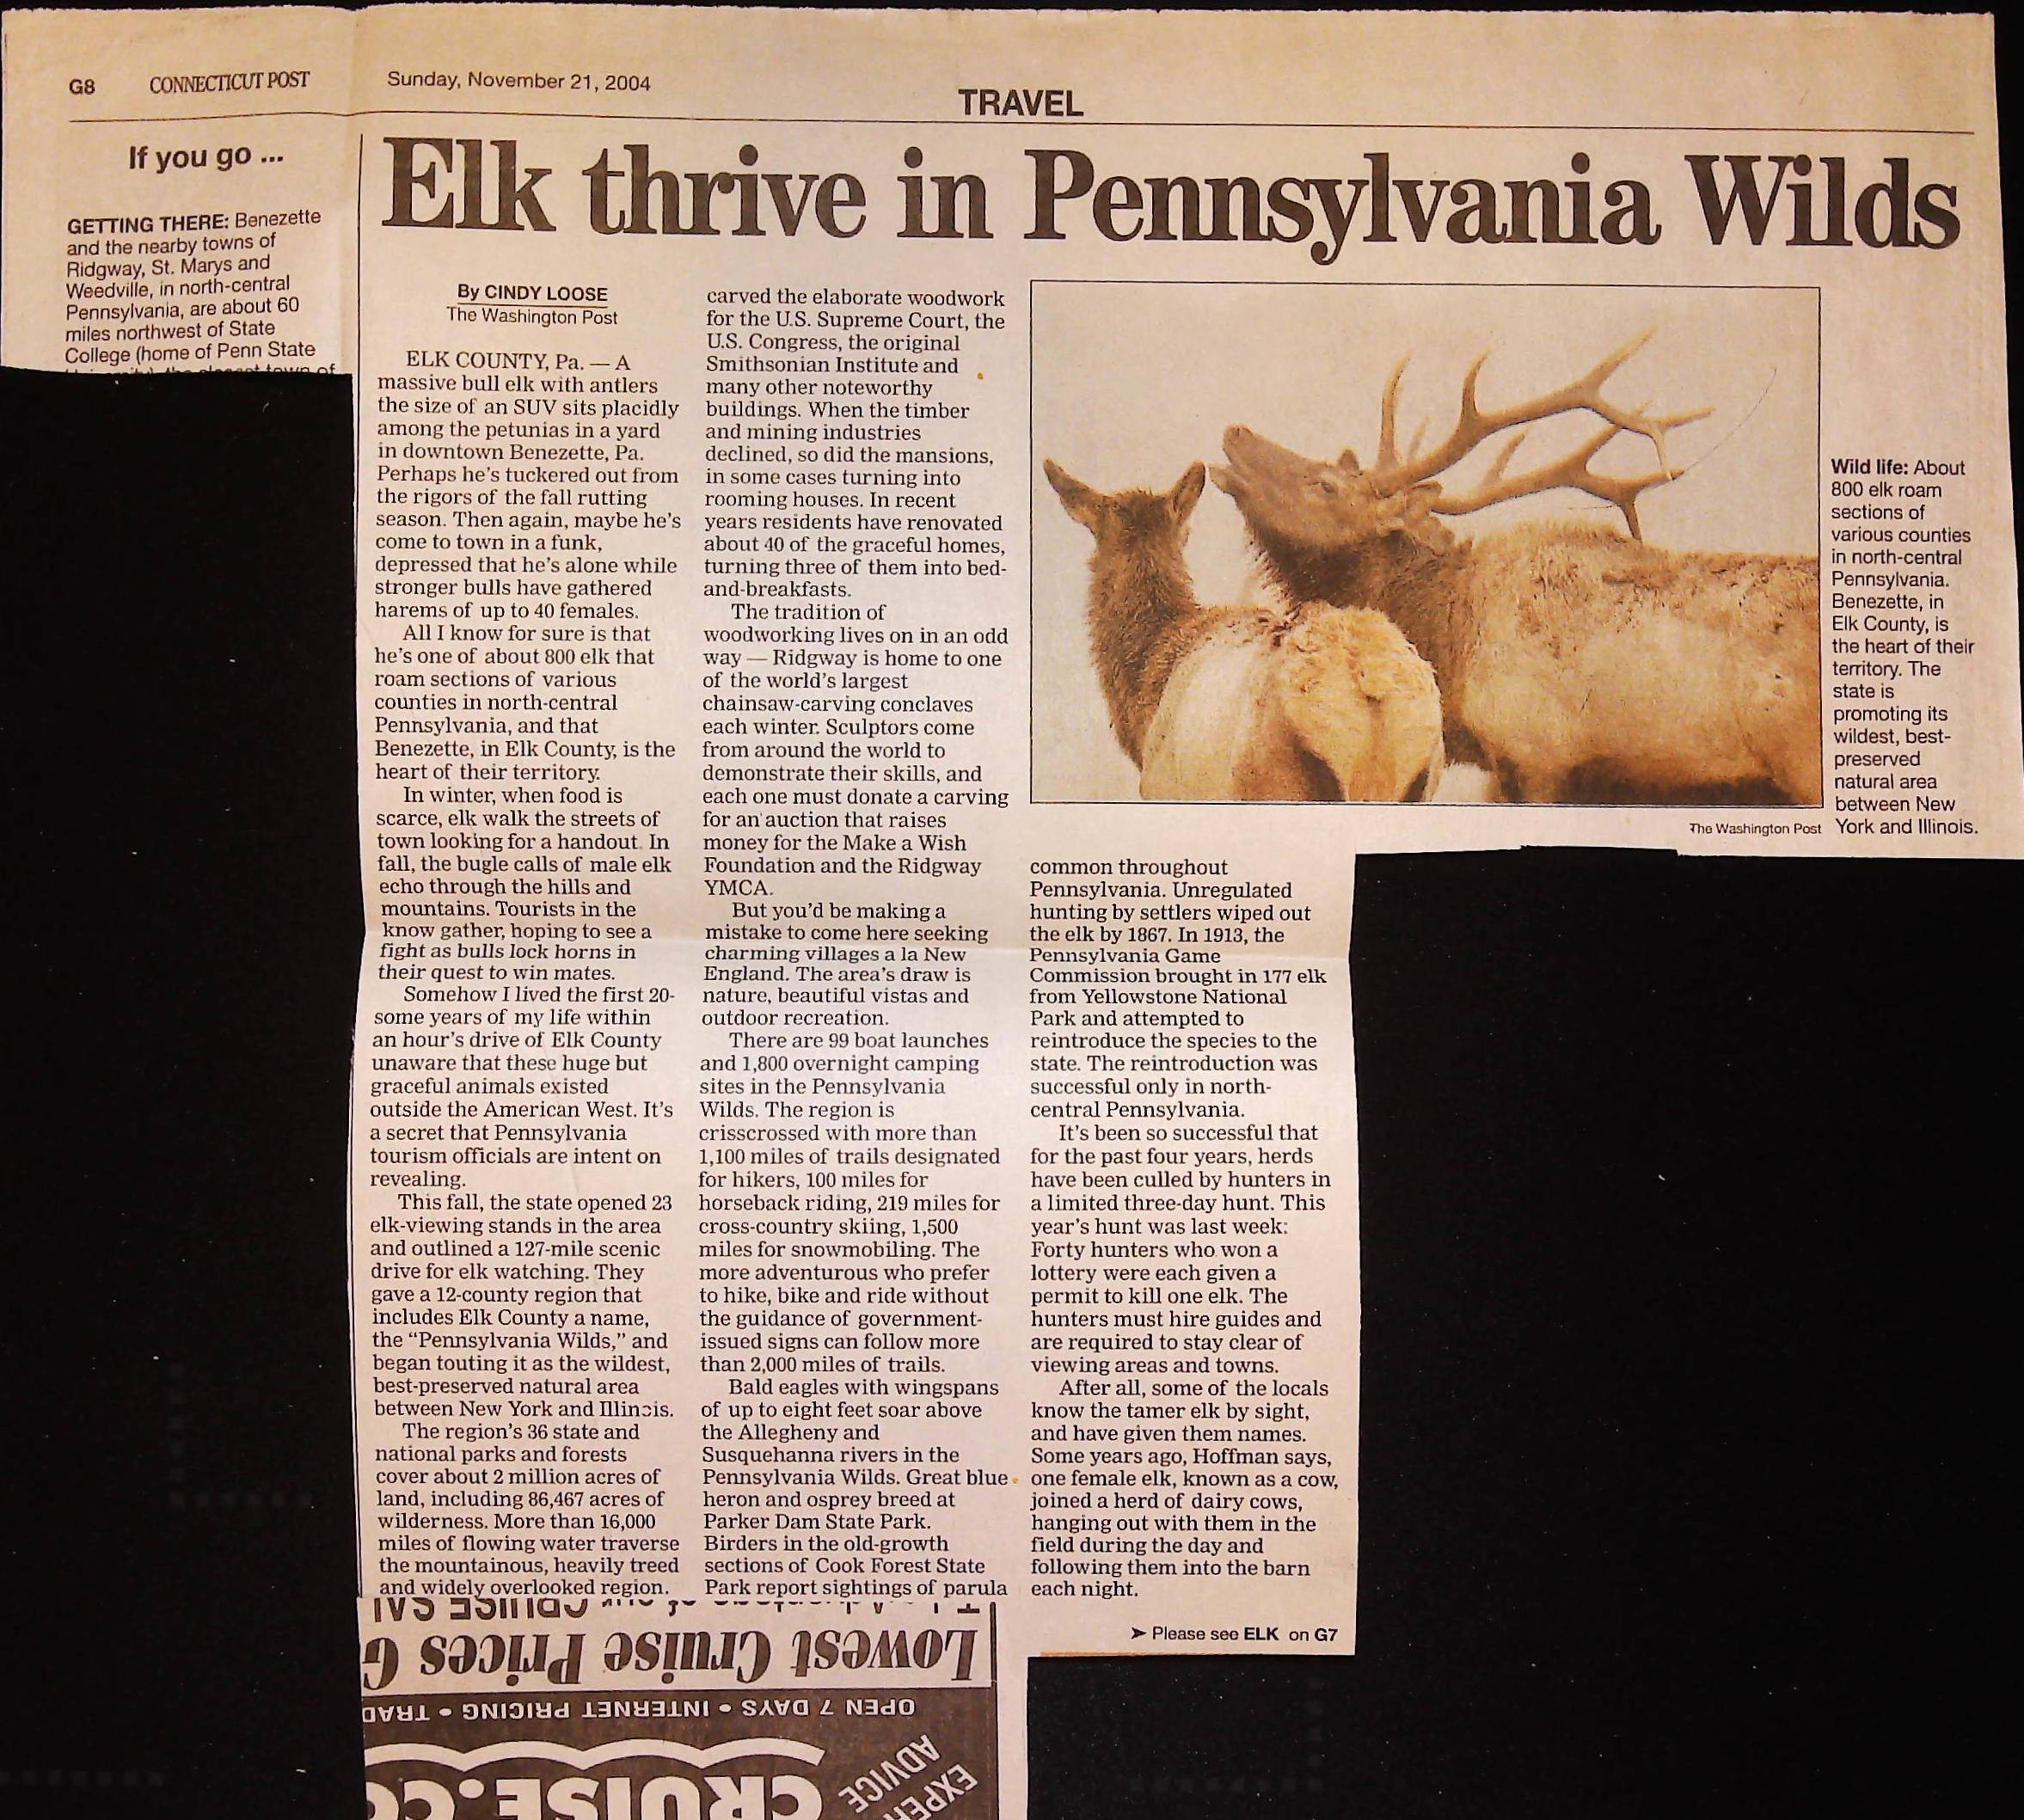 G8 CONNECTICUT POST Sunday, November 21, 2004
TRAVEL
If you go ...
GETTING THERE: Benezette
and the nearby towns of
Ridgway, St. Marys and
Weedville, in north-central
Pennsylvania, are about 60
miles northwest of State
College (home of Penn State
Elk thrive in Pennsylvania Wilds
By CINDY LOOSE
The Washington Post
ELK COUNTY, Pa. — A
massive bull elk with antlers
the size of an SUV sits placidly
among the petunias in a yard
in downtown Benezette, Pa.
Perhaps he's tuckered out from
the rigors of the fall rutting
season. Then again, maybe he's
come to town in a funk,
depressed that he's alone while
stronger bulls have gathered
harems of up to 40 females.
All I know for sure is that
he's one of about 800 elk that
roam sections of various
counties in north-central
Pennsylvania, and that
Benezette, in Elk County, is the
heart of their territory.
In winter, when food is
scarce, elk walk the streets of
town looking for a handout. In
fall, the bugle calls of male elk
echo through the hills and
mountains. Tourists in the
know gather, hoping to see a
fight as bulls lock horns in
their quest to win mates.
Somehow I lived the first 20-
some years of my life within
an hour's drive of Elk County
unaware that these huge but
graceful animals existed
outside the American West. It's
a secret that Pennsylvania
tourism officials are intent on
revealing.
This fall, the state opened 23
elk-viewing stands in the area
and outlined a 127-mile scenic
drive for elk watching. They
gave a 12-county region that
includes Elk County a name,
the “Pennsylvania Wilds,” and
began touting it as the wildest,
best-preserved natural area
between New York and Illinois.
The region's 36 state and
national parks and forests
cover about 2 million acres of
land, including 86,467 acres of
wilderness. More than 16,000
miles of flowing water traverse
the mountainous, heavily treed
and widely overlooked region.
carved the elaborate woodwork
for the U.S. Supreme Court, the
U.S. Congress, the original
Smithsonian Institute and
many other noteworthy
buildings. When the timber
and mining industries
declined, so did the mansions,
in some cases turning into
rooming houses. In recent
years residents have renovated
about 40 of the graceful homes,
turning three of them into bed-
and-breakfasts.
The tradition of
woodworking lives on in an odd
way — Ridgway is home to one
of the world's largest
chainsaw-carving conclaves
each winter. Sculptors come
from around the world to
demonstrate their skills, and
each one must donate a carving
for an auction that raises
money for the Make a Wish
Foundation and the Ridgway
YMCA.
But you'd be making a
mistake to come here seeking
charming villages a la New
England. The area's draw is
nature, beautiful vistas and
outdoor recreation.
There are 99 boat launches
and 1,800 overnight camping
sites in the Pennsylvania
Wilds. The region is
crisscrossed with more than
1,100 miles of trails designated
for hikers, 100 miles for
horseback riding, 219 miles for
cross-country skiing, 1,500
miles for snowmobiling. The
more adventurous who prefer
to hike, bike and ride without
the guidance of government-
issued signs can follow more
than 2,000 miles of trails.
Bald eagles with wingspans
of up to eight feet soar above
the Allegheny and
Susquehanna rivers in the
Pennsylvania Wilds. Great blue
heron and osprey breed at
Parker Dam State Park.
Birders in the old-growth
sections of Cook Forest State
Park report sightings of parula
The Washington Post
Wild life: About
800 elk roam
sections of
various counties
in north-central
Pennsylvania.
Benezette, in
Elk County, is
the heart of their
territory. The
state is
promoting its
wildest, best-
preserved
natural area
between New
York and Illinois.
common throughout
Pennsylvania. Unregulated
hunting by settlers wiped out
the elk by 1867. In 1913, the
Pennsylvania Game
Commission brought in 177 elk
from Yellowstone National
Park and attempted to
reintroduce the species to the
state. The reintroduction was
successful only in north-
central Pennsylvania.
It's been so successful that
for the past four years, herds
have been culled by hunters in
a limited three-day hunt. This
year's hunt was last week:
Forty hunters who won a
lottery were each given a
permit to kill one elk. The
hunters must hire guides and
are required to stay clear of
viewing areas and towns.
After all, some of the locals
know the tamer elk by sight,
and have given them names.
Some years ago, Hoffman says,
one female elk, known as a cow,
joined a herd of dairy cows,
hanging out with them in the
field during the day and
following them into the barn
each night.
➤ Please see ELK on G7
Lowest Cruise Prices G
OPEN 7 DAYS • INTERNET PRICING • TRAD
ADVICE
CRUISE.CO